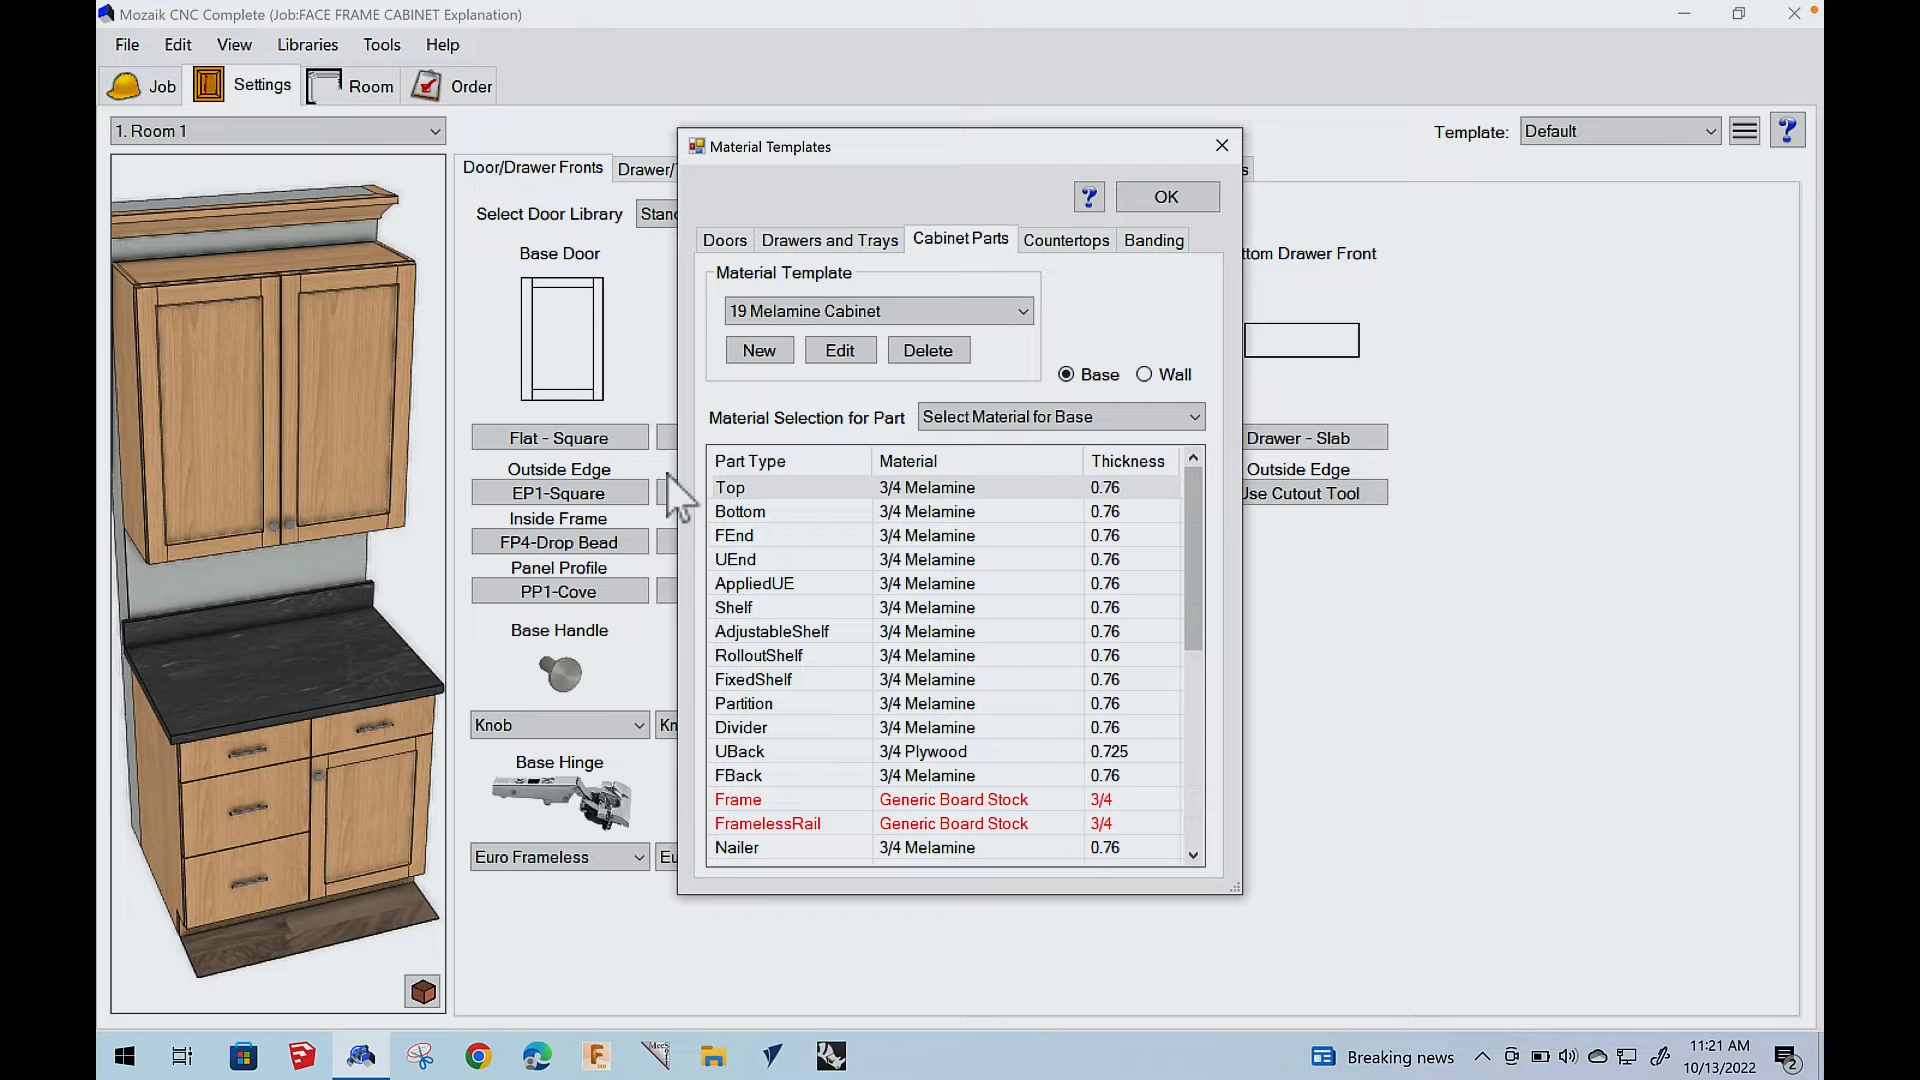 Mozaik CNC Complete (Job:FACE FRAME CABINET Explanation)
File Edit View Libraries Tools Help
Job Settings Room Order
1. Room 1
Template: Default
Door/Drawer Fronts Drawer/
Select Door Library Stand
Base Door
Flat - Square
Outside Edge
EP1-Square
Inside Frame
FP4-Drop Bead
Panel Profile
PP1-Cove
Base Handle
Knob Kn
Base Hinge
Euro Frameless Eu
Material Templates
? OK
Doors Drawers and Trays Cabinet Parts Countertops Banding
Material Template
19 Melamine Cabinet
New Edit Delete
Base Wall
Material Selection for Part Select Material for Base
Part Type Material Thickness
Top 3/4 Melamine 0.76
Bottom 3/4 Melamine 0.76
FEnd 3/4 Melamine 0.76
UEnd 3/4 Melamine 0.76
AppliedUE 3/4 Melamine 0.76
Shelf 3/4 Melamine 0.76
AdjustableShelf 3/4 Melamine 0.76
RolloutShelf 3/4 Melamine 0.76
FixedShelf 3/4 Melamine 0.76
Partition 3/4 Melamine 0.76
Divider 3/4 Melamine 0.76
UBack 3/4 Plywood 0.725
FBack 3/4 Melamine 0.76
Frame Generic Board Stock 3/4
FramelessRail Generic Board Stock 3/4
Nailer 3/4 Melamine 0.76
s
ttom Drawer Front
Drawer - Slab
Outside Edge
Use Cutout Tool
Breaking news
11:21 AM
10/13/2022
2